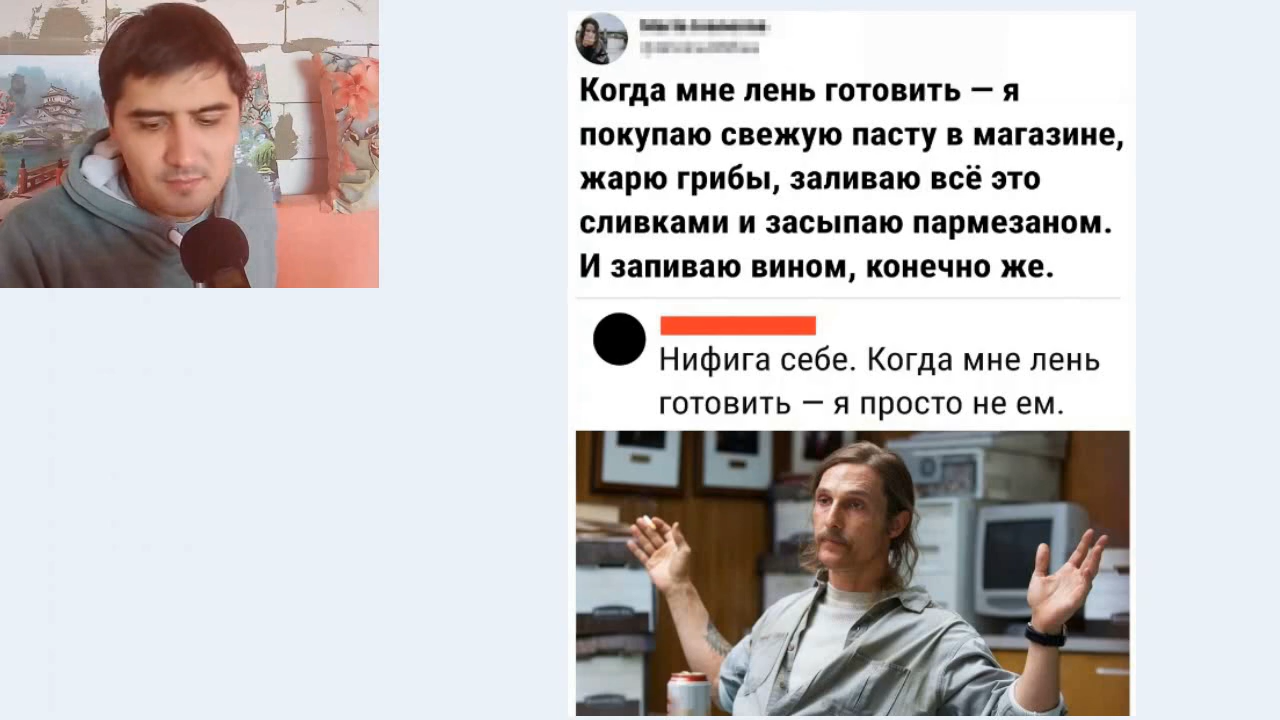 Когда мне лень готовить — я
покупаю свежую пасту в магазине,
жарю грибы, заливаю всё это
сливками и засыпаю пармезаном.
И запиваю вином, конечно же.
Нифига себе. Когда мне лень
готовить — я просто не ем.